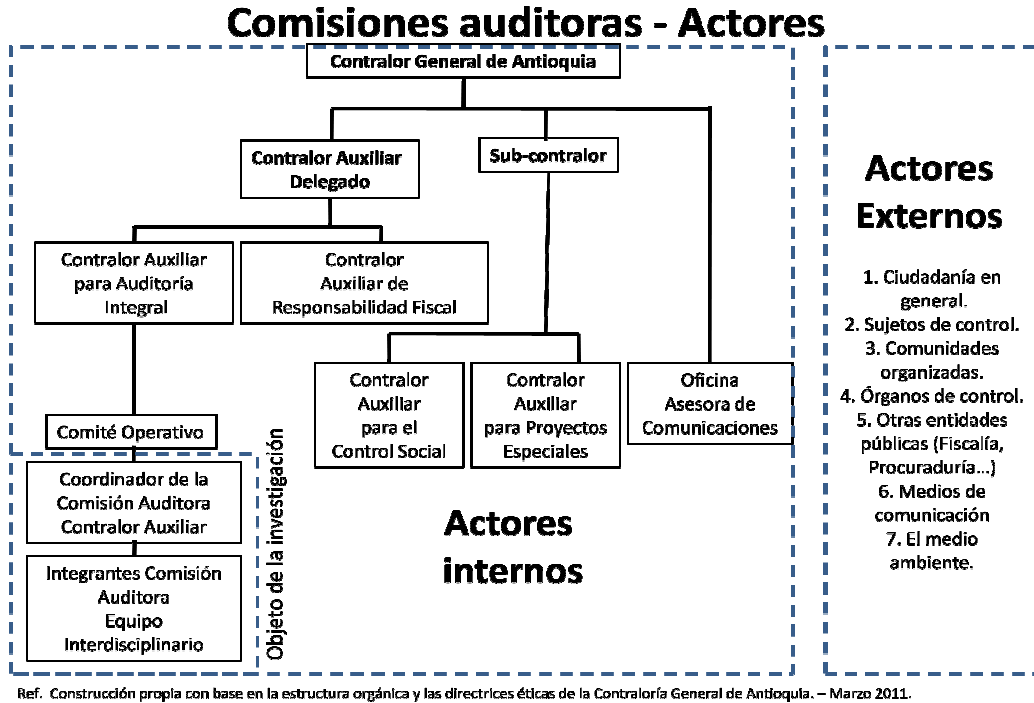 Comisiones auditoras - Actores
Contralor General de Antioquia
Contralor Auxiliar
Delegado
Sub-contralor
Contralor Auxiliar
para Auditoría
Integral
Contralor
Auxiliar de
Responsabilidad Fiscal
Contralor
Auxiliar
para el
Control Social
Contralor
Auxiliar
para Proyectos
Especiales
Oficina
Asesora de
Comunicaciones
Comité Operativo
Coordinador de la
Comisión Auditora
Contralor Auxiliar
Integrantes Comisión
Auditora
Equipo
Interdisciplinario
Objeto de la investigación
Actores
internos
Actores
Externos
1. Ciudadanía en
general.
2. Sujetos de control.
3. Comunidades
organizadas.
4. Órganos de control.
5. Otras entidades
públicas (Fiscalía,
Procuraduría...)
6. Medios de
comunicación
7. El medio
ambiente.
Ref. Construcción propia con base en la estructura orgánica y las directrices éticas de la Contraloría General de Antioquia. – Marzo 2011.